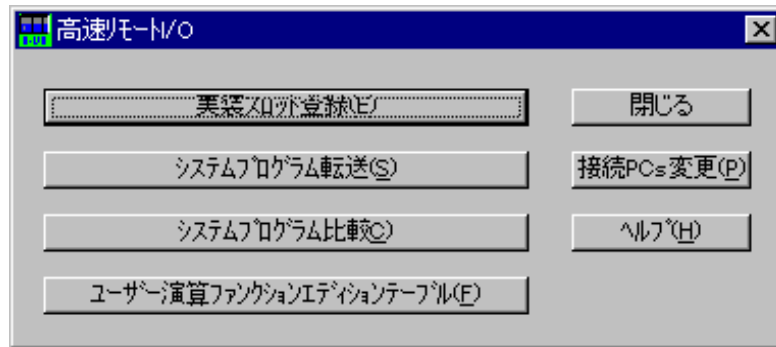 高速ﾘﾓｰﾄI/O
実装ｽﾛｯﾄﾞ登録(E)
閉じる
ｼｽﾃﾑﾌﾟﾛｸﾞﾗﾑ転送(S)
接続PCs変更(P)
ｼｽﾃﾑﾌﾟﾛｸﾞﾗﾑ比較(C)
ﾍﾙﾌﾟ(H)
ﾕｰｻﾞｰ演算ﾌｧﾝｸｼｮﾝｴﾃﾞｨｼｮﾝﾃｰﾌﾞﾙ(F)